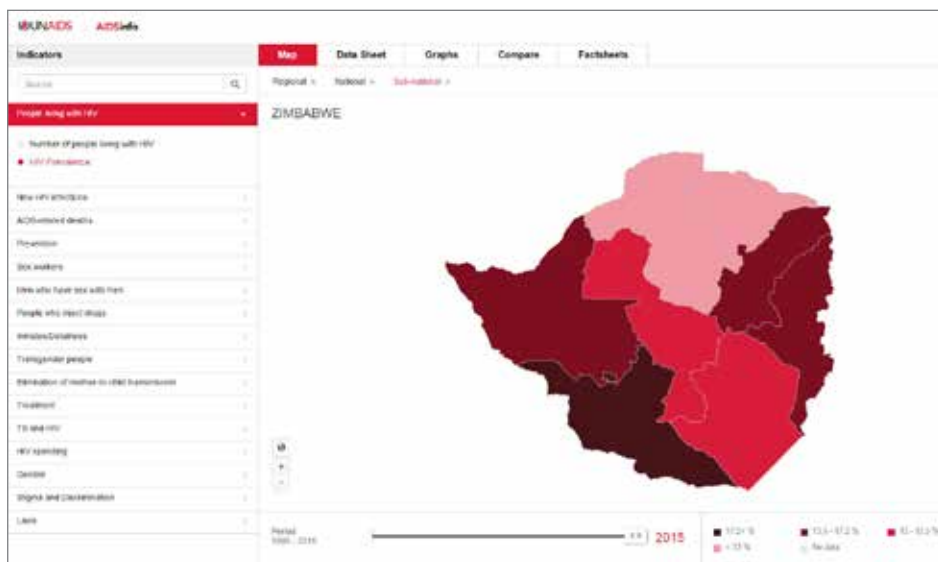 UNAIDS AIDSinfo
Indicators
Map Data Sheet Graphs Compare Factsheets
Search
Regional National Sub-national
People living with HIV
ZIMBABWE
Number of people living with HIV
HIV Prevalence
New HIV infections
AIDS-related deaths
Prevention
Sex workers
Men who have sex with men
People who inject drugs
Inmates/Detainees
Transgender people
Elimination of mother-to-child transmission
Treatment
TB and HIV
HIV spending
Gender
Stigma and Discrimination
Laws
Period
2015
No data